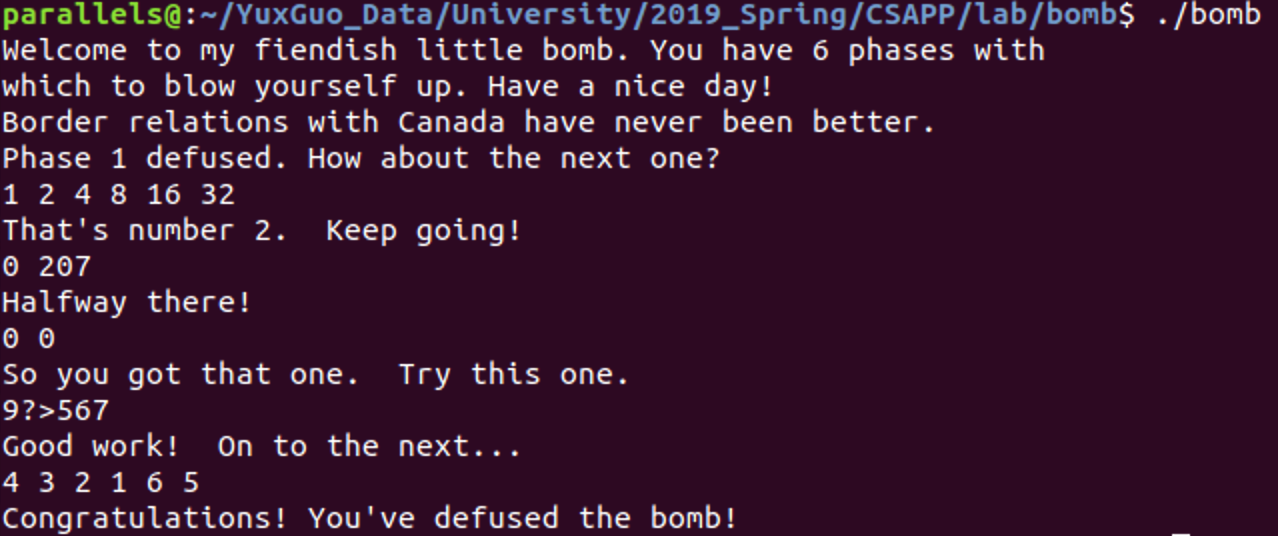 parallels@:~/YuxGuo_Data/University/2019_Spring/CSAPP/lab/bomb$ ./bomb
Welcome to my fiendish little bomb. You have 6 phases with
which to blow yourself up. Have a nice day!
Border relations with Canada have never been better.
Phase 1 defused. How about the next one?
1 2 4 8 16 32
That's number 2.  Keep going!
0 207
Halfway there!
0 0
So you got that one.  Try this one.
9?>567
Good work!  On to the next...
4 3 2 1 6 5
Congratulations! You've defused the bomb!